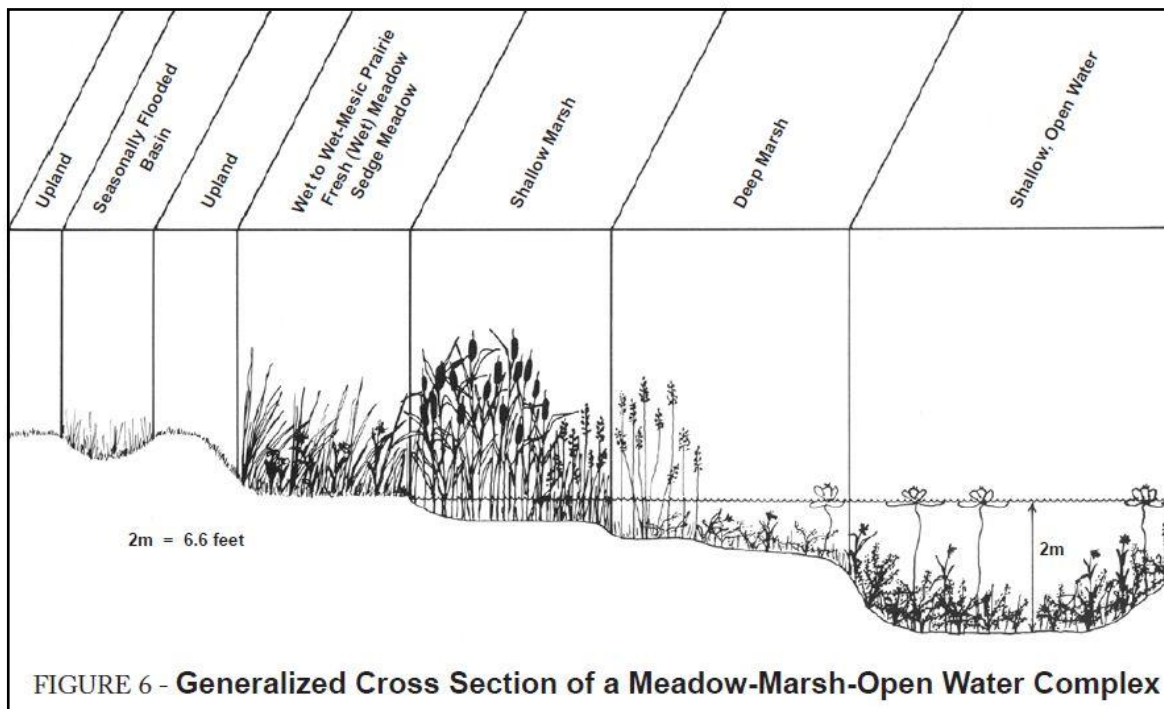 Upland
Seasonally Flooded
Basin
Upland
Wet to Wet-Mesic Prairie
Fresh (Wet) Meadow
Sedge Meadow
Shallow Marsh
Deep Marsh
Shallow, Open Water
2m = 6.6 feet
2m
FIGURE 6 - Generalized Cross Section of a Meadow-Marsh-Open Water Complex